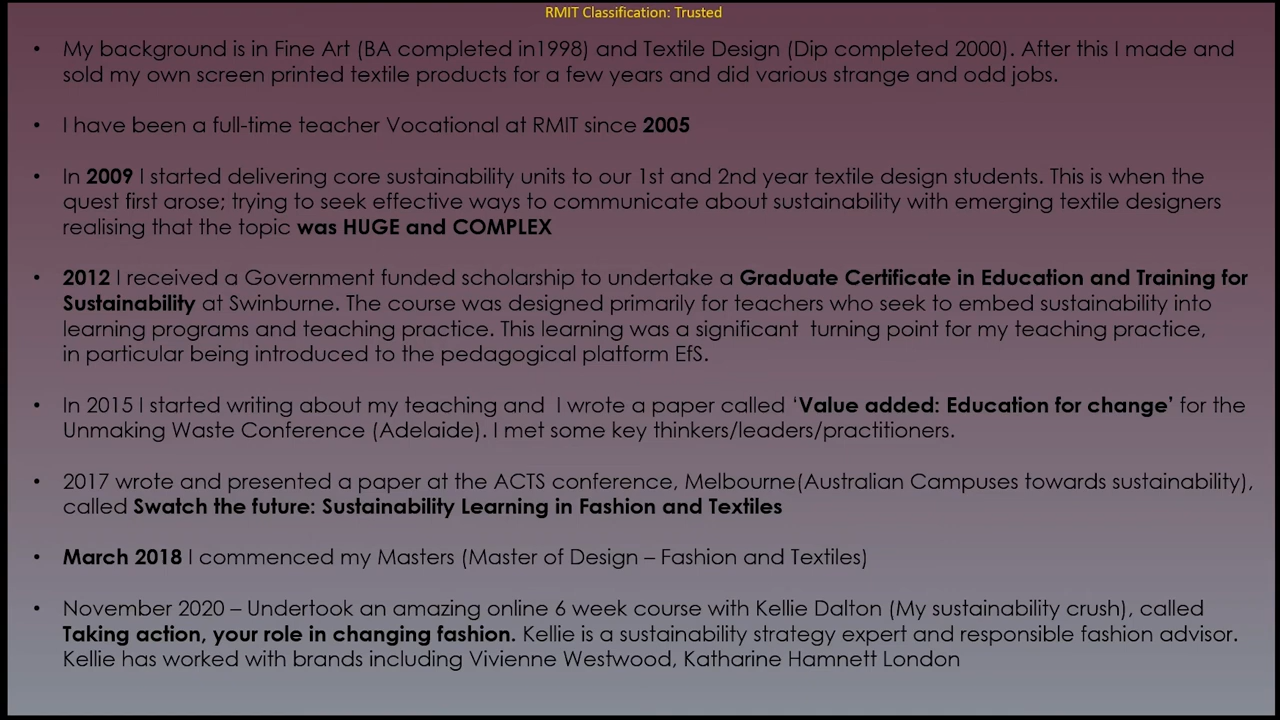 RMIT Classification: Trusted
• My background is in Fine Art (BA completed in1998) and Textile Design (Dip completed 2000). After this I made and
sold my own screen printed textile products for a few years and did various strange and odd jobs.
• I have been a full-time teacher Vocational at RMIT since 2005
• In 2009 I started delivering core sustainability units to our 1st and 2nd year textile design students. This is when the
quest first arose; trying to seek effective ways to communicate about sustainability with emerging textile designers
realising that the topic was HUGE and COMPLEX
• 2012 I received a Government funded scholarship to undertake a Graduate Certificate in Education and Training for
Sustainability at Swinburne. The course was designed primarily for teachers who seek to embed sustainability into
learning programs and teaching practice. This learning was a significant  turning point for my teaching practice,
in particular being introduced to the pedagogical platform EfS.
• In 2015 I started writing about my teaching and  I wrote a paper called ‘Value added: Education for change’ for the
Unmaking Waste Conference (Adelaide). I met some key thinkers/leaders/practitioners.
• 2017 wrote and presented a paper at the ACTS conference, Melbourne(Australian Campuses towards sustainability),
called Swatch the future: Sustainability Learning in Fashion and Textiles
• March 2018 I commenced my Masters (Master of Design – Fashion and Textiles)
• November 2020 – Undertook an amazing online 6 week course with Kellie Dalton (My sustainability crush), called
Taking action, your role in changing fashion. Kellie is a sustainability strategy expert and responsible fashion advisor.
Kellie has worked with brands including Vivienne Westwood, Katharine Hamnett London